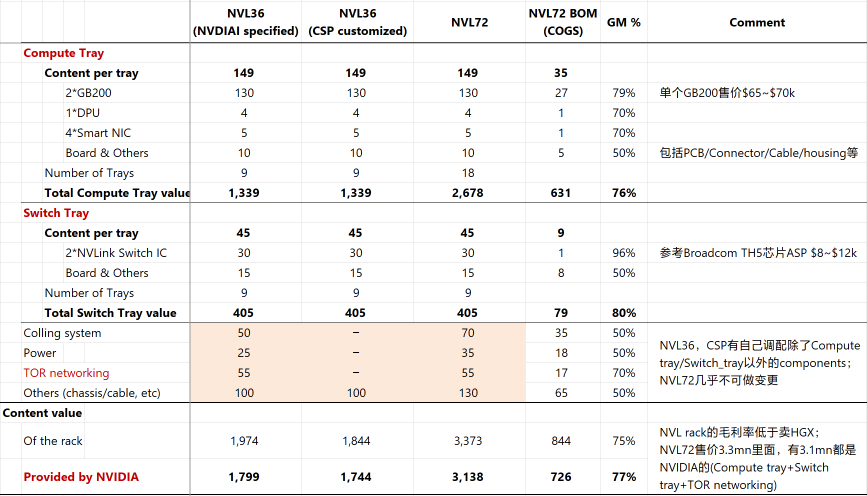 NVL36 (NVDIAI specified) NVL36 (CSP customized) NVL72 NVL72 BOM (COGS) GM % Comment
Compute Tray
Content per tray 149 149 149 35
2*GB200 130 130 130 27 79% 单个GB200售价$65~$70k
1*DPU 4 4 4 1 70%
4*Smart NIC 5 5 5 1 70%
Board & Others 10 10 10 5 50% 包括PCB/Connector/Cable/housing等
Number of Trays 9 9 18
Total Compute Tray value 1,339 1,339 2,678 631 76%
Switch Tray
Content per tray 45 45 45 9
2*NVLink Switch IC 30 30 30 1 96% 参考Broadcom TH5芯片ASP $8~$12k
Board & Others 15 15 15 8 50%
Number of Trays 9 9 9
Total Switch Tray value 405 405 405 79 80%
Colling system 50 – 70 35 50%
Power 25 – 35 18 50%
TOR networking 55 – 55 17 70%
Others (chassis/cable, etc) 100 100 130 65 50%
NVL36，CSP有自己调配除了Compute
tray/Switch_tray以外的components；
NVL72几乎不可做变更
Content value
Of the rack 1,974 1,844 3,373 844 75%
Provided by NVIDIA 1,799 1,744 3,138 726 77%
NVL rack的毛利率低于卖HGX；
NVL72售价3.3mn里面，有3.1mn都是
NVIDIA的(Compute tray+Switch
tray+TOR networking)